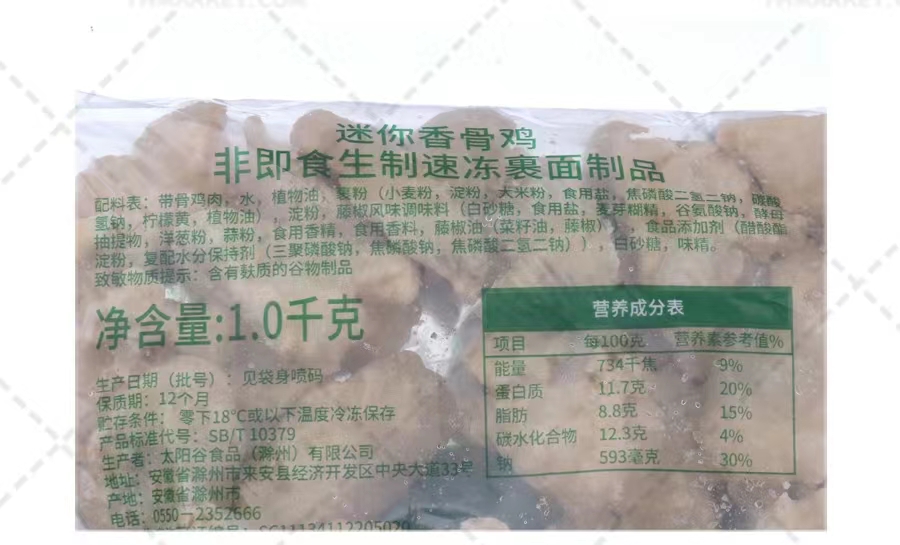 迷你香骨鸡
非即食生制速冻裹面制品
配料表：带骨鸡肉，水，植物油，裹粉（小麦粉，淀粉，大米粉，食用盐，焦磷酸二氢二钠，碳酸
氢钠，柠檬黄，植物油），淀粉，藤椒风味调味料（白砂糖，食用盐，麦芽糊精，谷氨酸钠，酵母
抽提物，洋葱粉，蒜粉，食用香精，食用香料，藤椒油（菜籽油，藤椒），食品添加剂（醋酸酯
淀粉，复配水分保持剂（三聚磷酸钠，焦磷酸钠，焦磷酸二氢二钠）），白砂糖，味精。
致敏物质提示：含有麸质的谷物制品
净含量:1.0千克
生产日期（批号）：见袋身喷码
保质期：12个月
贮存条件：零下18°C或以下温度冷冻保存
产品标准代号：SB/T 10379
生产者：太阳谷食品（滁州）有限公司
地址：安徽省滁州市来安县经济开发区中央大道33号
产地：安徽省滁州市
电话：0550－2352666
SC11134112205020
营养成分表
项目 每100克 营养素参考值%
能量 734千焦 9%
蛋白质 11.7克 20%
脂肪 8.8克 15%
碳水化合物 12.3克 4%
钠 593毫克 30%